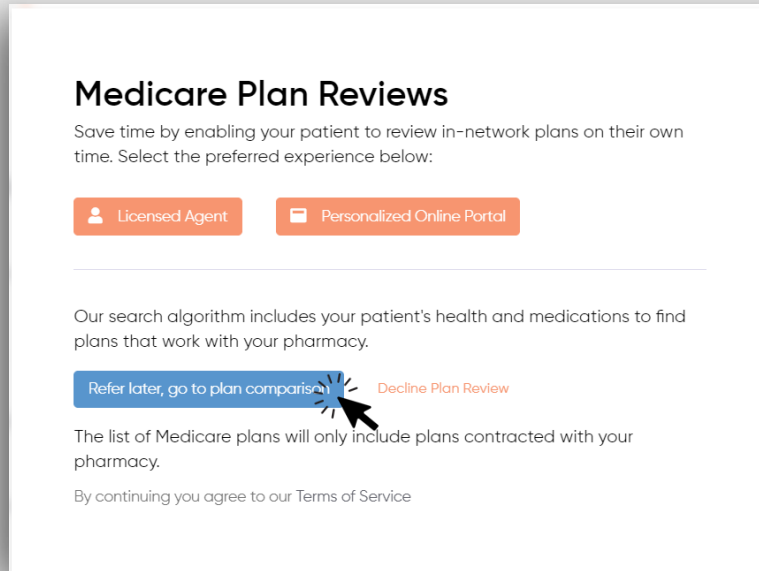 Medicare Plan Reviews
Save time by enabling your patient to review in-network plans on their own
time. Select the preferred experience below:
Licensed Agent
Personalized Online Portal
Our search algorithm includes your patient's health and medications to find
plans that work with your pharmacy.
Refer later, go to plan comparison
Decline Plan Review
The list of Medicare plans will only include plans contracted with your
pharmacy.
By continuing you agree to our Terms of Service